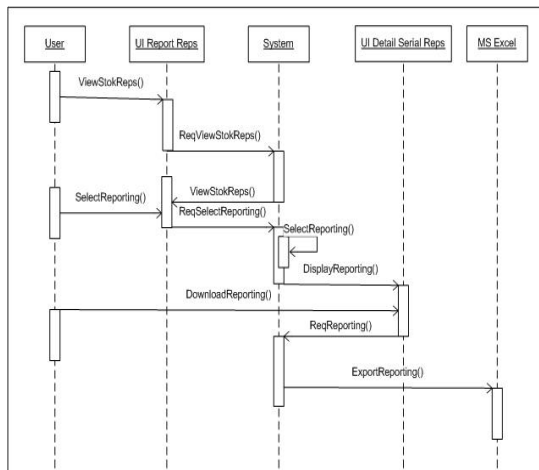 User
UI Report Reps
System
UI Detail Serial Reps
MS Excel
ViewStokReps()
ReqViewStokReps()
ViewStokReps()
SelectReporting()
ReqSelectReporting()
SelectReporting()
DisplayReporting()
DownloadReporting()
ReqReporting()
ExportReporting()